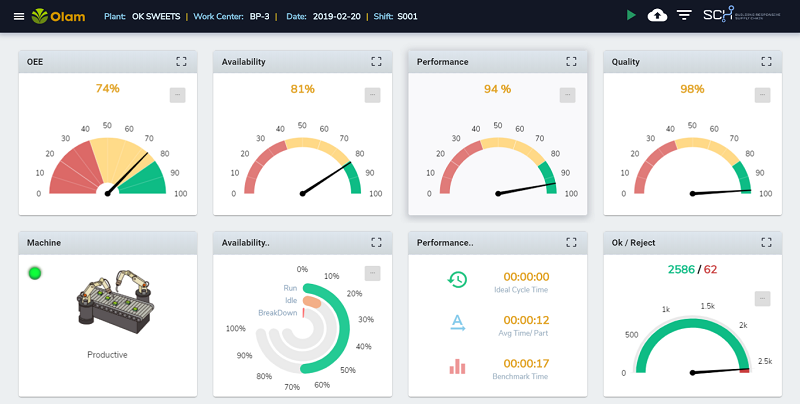 Olam Plant: OK SWEETS | Work Center: BP-3 | Date: 2019-02-20 | Shift: S001
OEE
74%
...
0 10 20 30 40 50 60 70 80 90 100
Availability
81%
...
0 10 20 30 40 50 60 70 80 90 100
Performance
94 %
...
0 10 20 30 40 50 60 70 80 90 100
Quality
98%
...
0 10 20 30 40 50 60 70 80 90 100
Machine
Productive
Availability..
...
Run
Idle
BreakDown
0% 10% 20% 30% 40% 50% 60% 70% 80% 90% 100%
Performance..
00:00:00
Ideal Cycle Time
00:00:12
Avg Time/ Part
00:00:17
Benchmark Time
Ok / Reject
2586 / 62
...
0 500 1k 1.5k 2k 2.5k